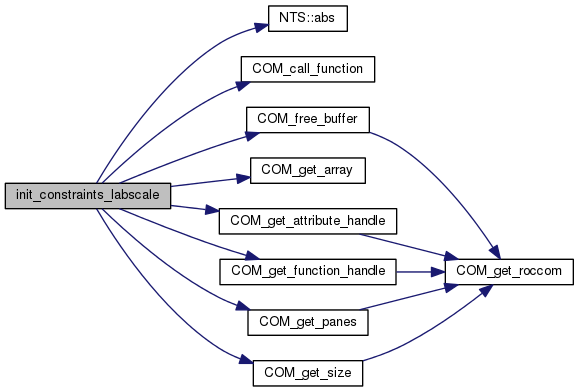 NTS::abs
COM_call_function
COM_free_buffer
COM_get_array
init_constraints_labscale
COM_get_attribute_handle
COM_get_function_handle
COM_get_roccom
COM_get_panes
COM_get_size